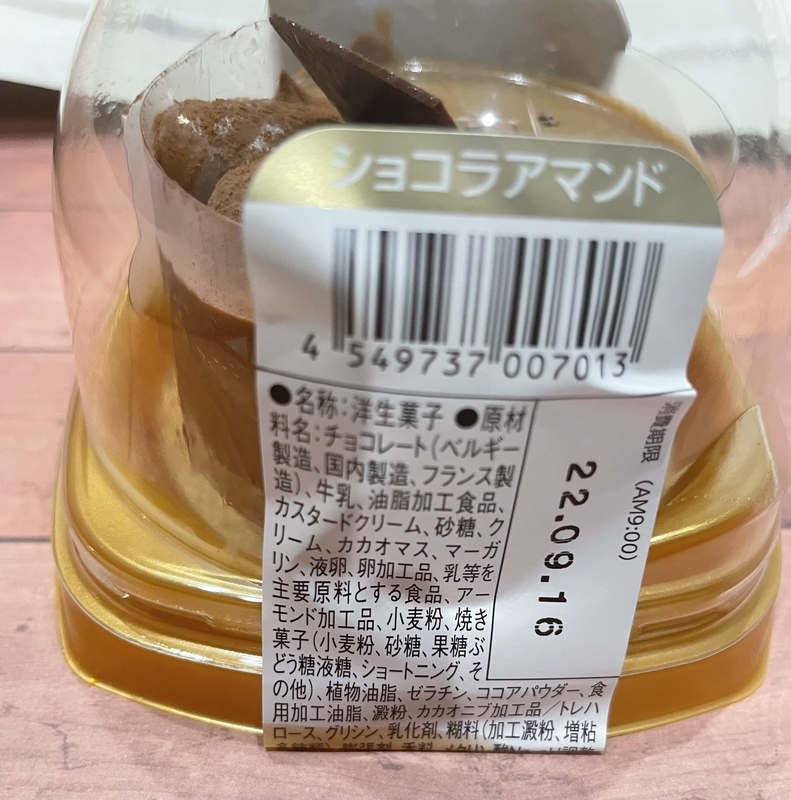 ショコラアマンド
4 549737 007013
●名称：洋生菓子 ●原材
料名：チョコレート（ベルギー
製造、国内製造、フランス製
造）、牛乳、油脂加工食品、
カスタードクリーム、砂糖、ク
リーム、カカオマス、マーガ
リン、液卵、卵加工品、乳等を
主要原料とする食品、アー
モンド加工品、小麦粉、焼き
菓子（小麦粉、砂糖、果糖ぶ
どう糖液糖、ショートニング、そ
の他）、植物油脂、ゼラチン、ココアパウダー、食
用加工油脂、澱粉、カカオニブ加工品／トレハ
ロース、グリシン、乳化剤、糊料（加工澱粉、増粘
消費期限 （AM9:00）
22.09.16